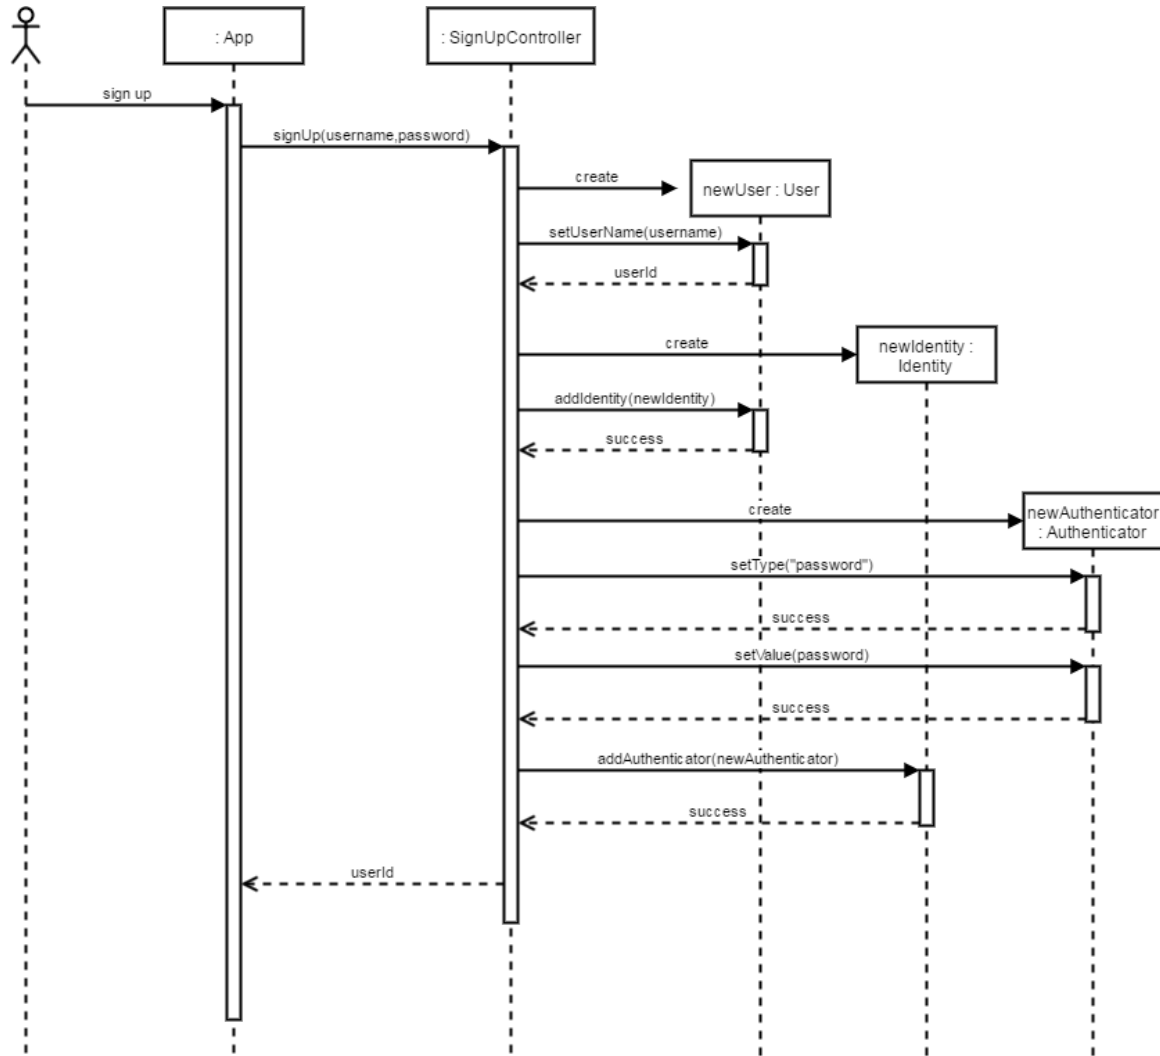 : App
: SignUpController
sign up
signUp(username,password)
create
newUser : User
setUserName(username)
userId
create
newIdentity :
Identity
addIdentity(newIdentity)
success
create
newAuthenticator
: Authenticator
setType("password")
success
setValue(password)
success
addAuthenticator(newAuthenticator)
success
userId